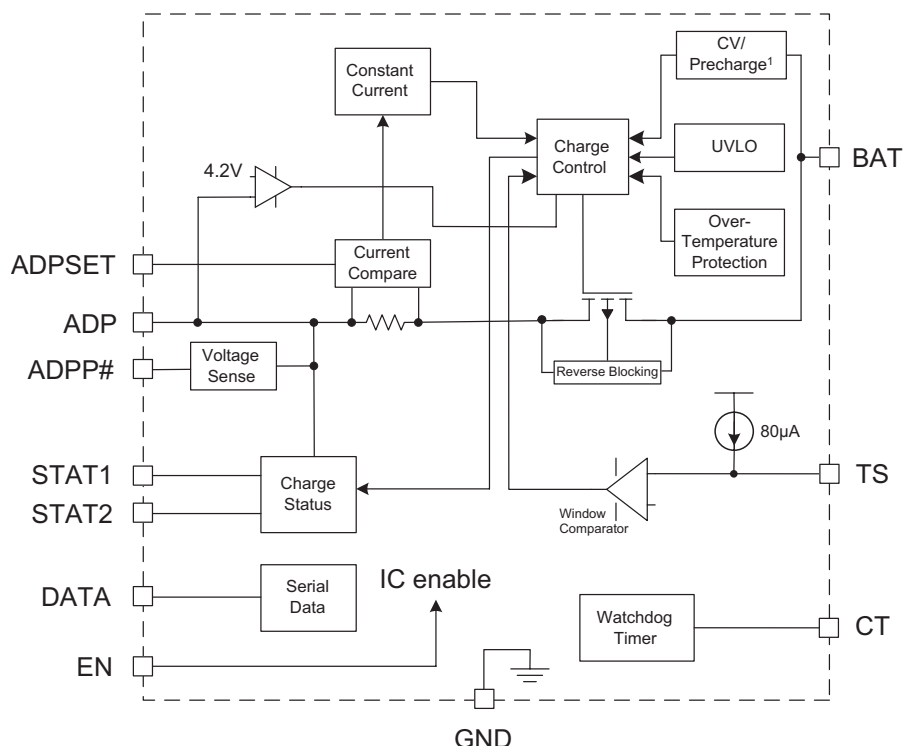 Constant
Current
CV/
Precharge¹
Charge
Control
UVLO
BAT
4.2V
Over-
Temperature
Protection
ADPSET
Current
Compare
ADP
ADPP#
Voltage
Sense
Reverse Blocking
80µA
STAT1
STAT2
Charge
Status
Window
Comparator
TS
DATA
Serial
Data
IC enable
Watchdog
Timer
CT
EN
GND